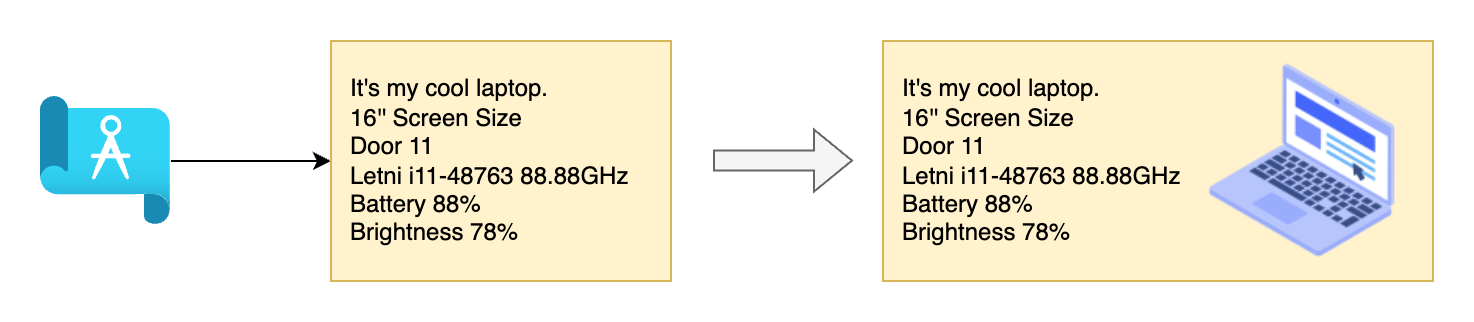 It's my cool laptop.
16" Screen Size
Door 11
Letni i11-48763 88.88GHz
Battery 88%
Brightness 78%
It's my cool laptop.
16" Screen Size
Door 11
Letni i11-48763 88.88GHz
Battery 88%
Brightness 78%